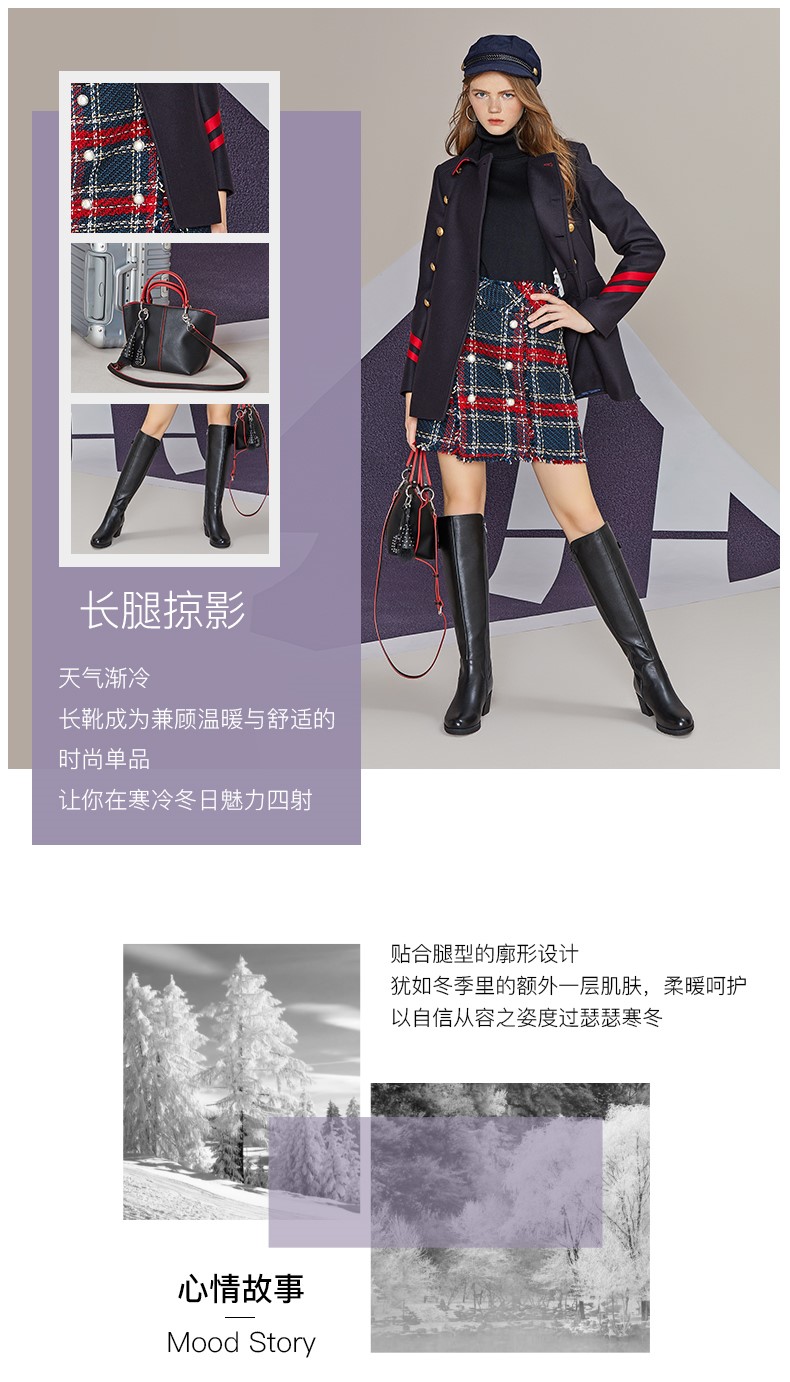 长腿掠影
天气渐冷
长靴成为兼顾温暖与舒适的
时尚单品
让你在寒冷冬日魅力四射
贴合腿型的廓形设计
犹如冬季里的额外一层肌肤，柔暖呵护
以自信从容之姿度过瑟瑟寒冬
心情故事
Mood Story